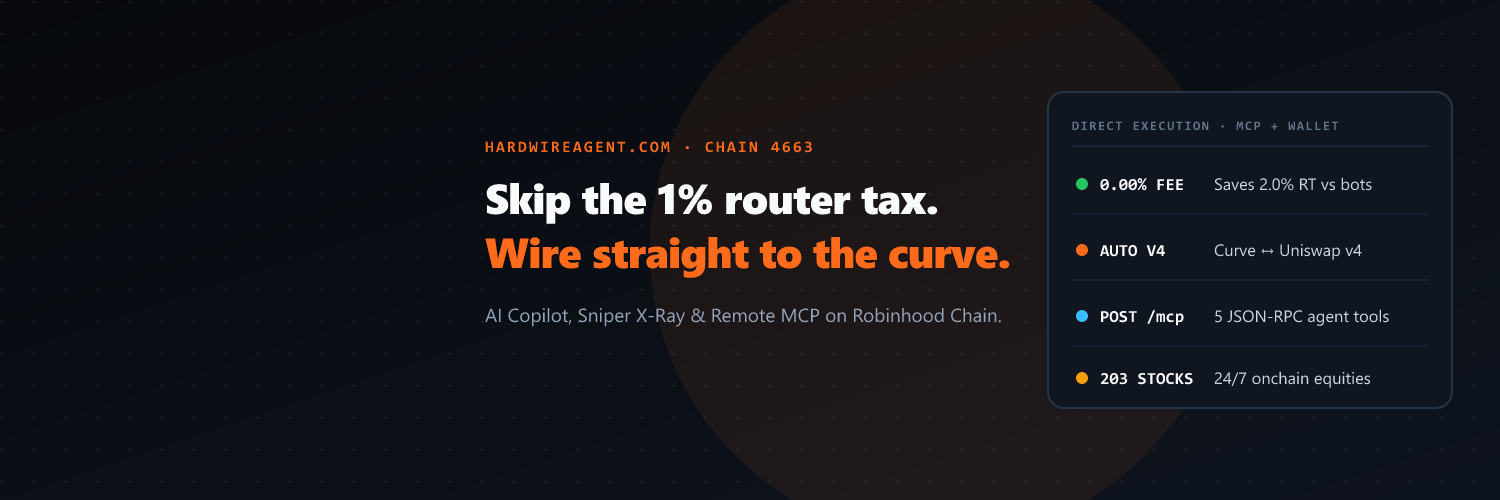 HARDWIREAGENT.COM · CHAIN 4663
Skip the 1% router tax.
Wire straight to the curve.
AI Copilot, Sniper X-Ray & Remote MCP on Robinhood Chain.
DIRECT EXECUTION · MCP + WALLET
0.00% FEE Saves 2.0% RT vs bots
AUTO V4 Curve ↔ Uniswap v4
POST /mcp 5 JSON-RPC agent tools
203 STOCKS 24/7 onchain equities